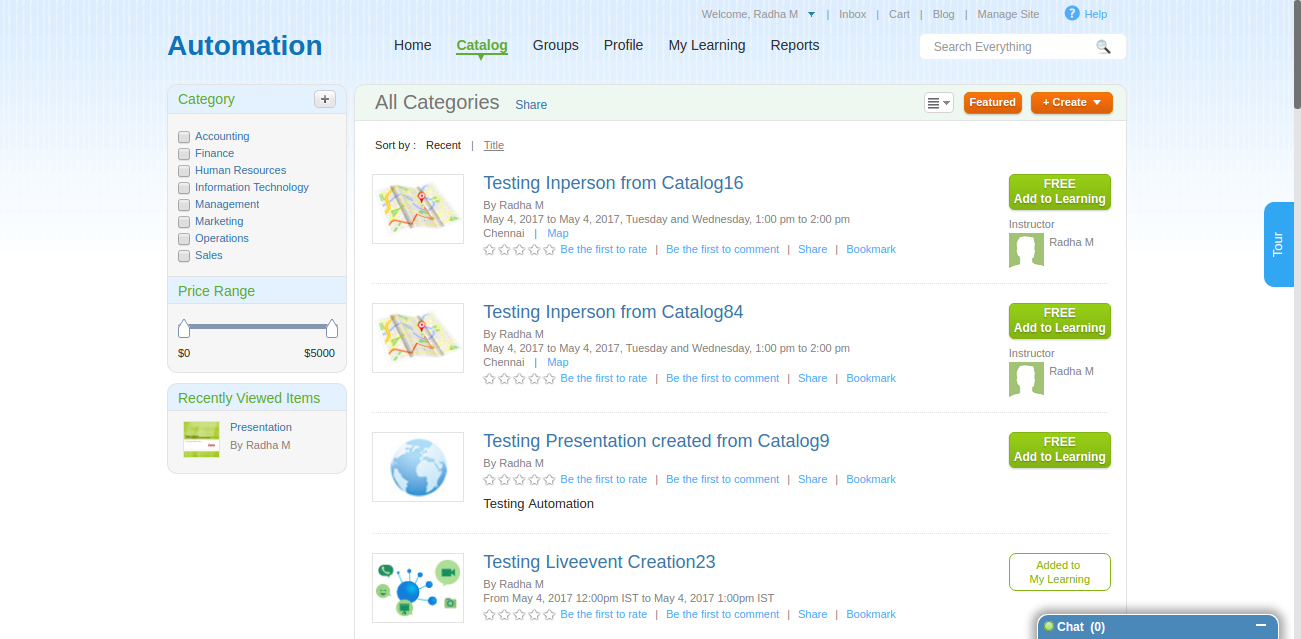 Welcome, Radha M | Inbox | Cart | Blog | Manage Site ? Help
Automation
Home Catalog Groups Profile My Learning Reports
Search Everything
Category +
Accounting
Finance
Human Resources
Information Technology
Management
Marketing
Operations
Sales
Price Range
$0 $5000
Recently Viewed Items
Presentation
By Radha M
All Categories Share
Featured
+ Create
Sort by : Recent | Title
Testing Inperson from Catalog16
By Radha M
May 4, 2017 to May 4, 2017, Tuesday and Wednesday, 1:00 pm to 2:00 pm
Chennai | Map
Be the first to rate | Be the first to comment | Share | Bookmark
FREE
Add to Learning
Instructor
Radha M
Testing Inperson from Catalog84
By Radha M
May 4, 2017 to May 4, 2017, Tuesday and Wednesday, 1:00 pm to 2:00 pm
Chennai | Map
Be the first to rate | Be the first to comment | Share | Bookmark
FREE
Add to Learning
Instructor
Radha M
Testing Presentation created from Catalog9
By Radha M
Be the first to rate | Be the first to comment | Share | Bookmark
Testing Automation
FREE
Add to Learning
Testing Liveevent Creation23
By Radha M
From May 4, 2017 12:00pm IST to May 4, 2017 1:00pm IST
Be the first to rate | Be the first to comment | Share | Bookmark
Added to
My Learning
Tour
Chat (0)